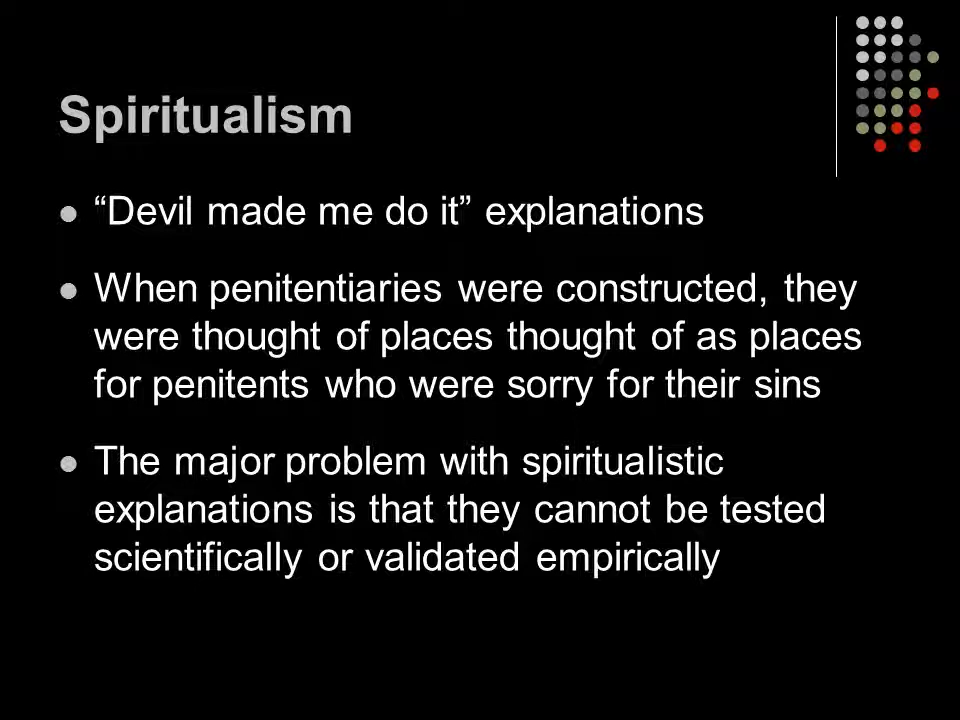 Spiritualism
“Devil made me do it” explanations
When penitentiaries were constructed, they
were thought of places thought of as places
for penitents who were sorry for their sins
The major problem with spiritualistic
explanations is that they cannot be tested
scientifically or validated empirically